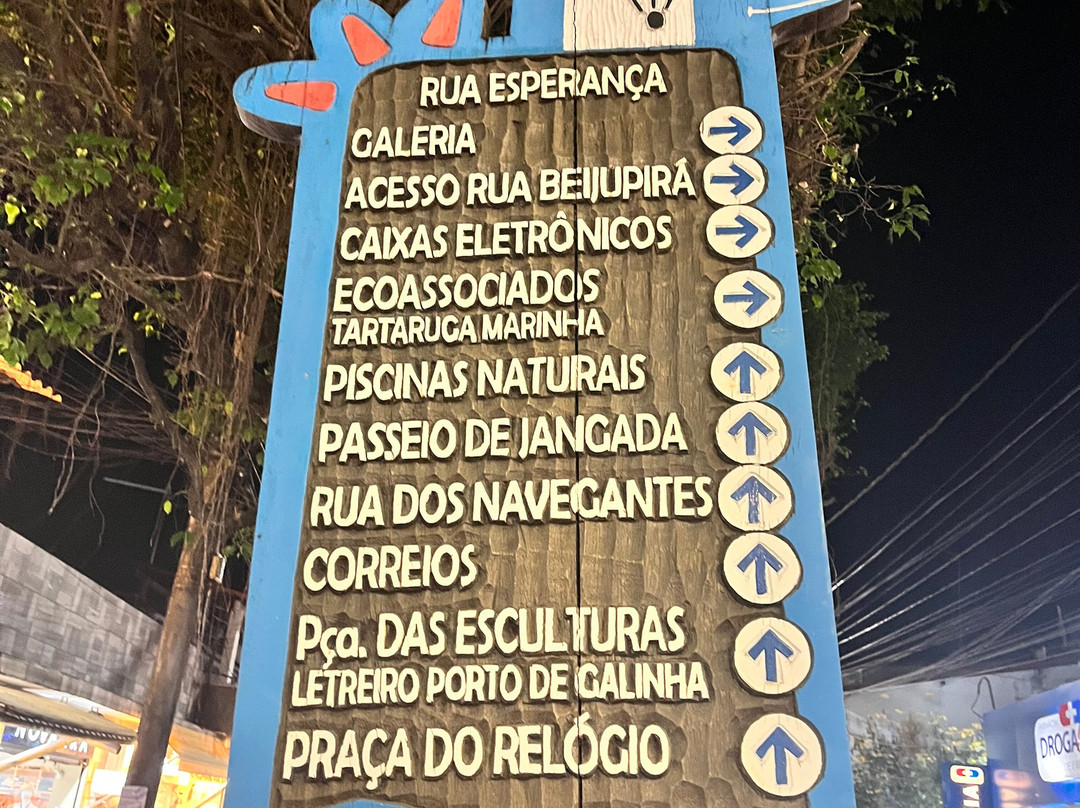 RUA ESPERANÇA
GALERIA
ACESSO RUA BEIJUPIRÁ
CAIXAS ELETRÔNICOS
ECOASSOCIADOS
TARTARUGA MARINHA
PISCINAS NATURAIS
PASSEIO DE JANGADA
RUA DOS NAVEGANTES
CORREIOS
Pça. DAS ESCULTURAS
LETREIRO PORTO DE GALINHA
PRAÇA DO RELÓGIO